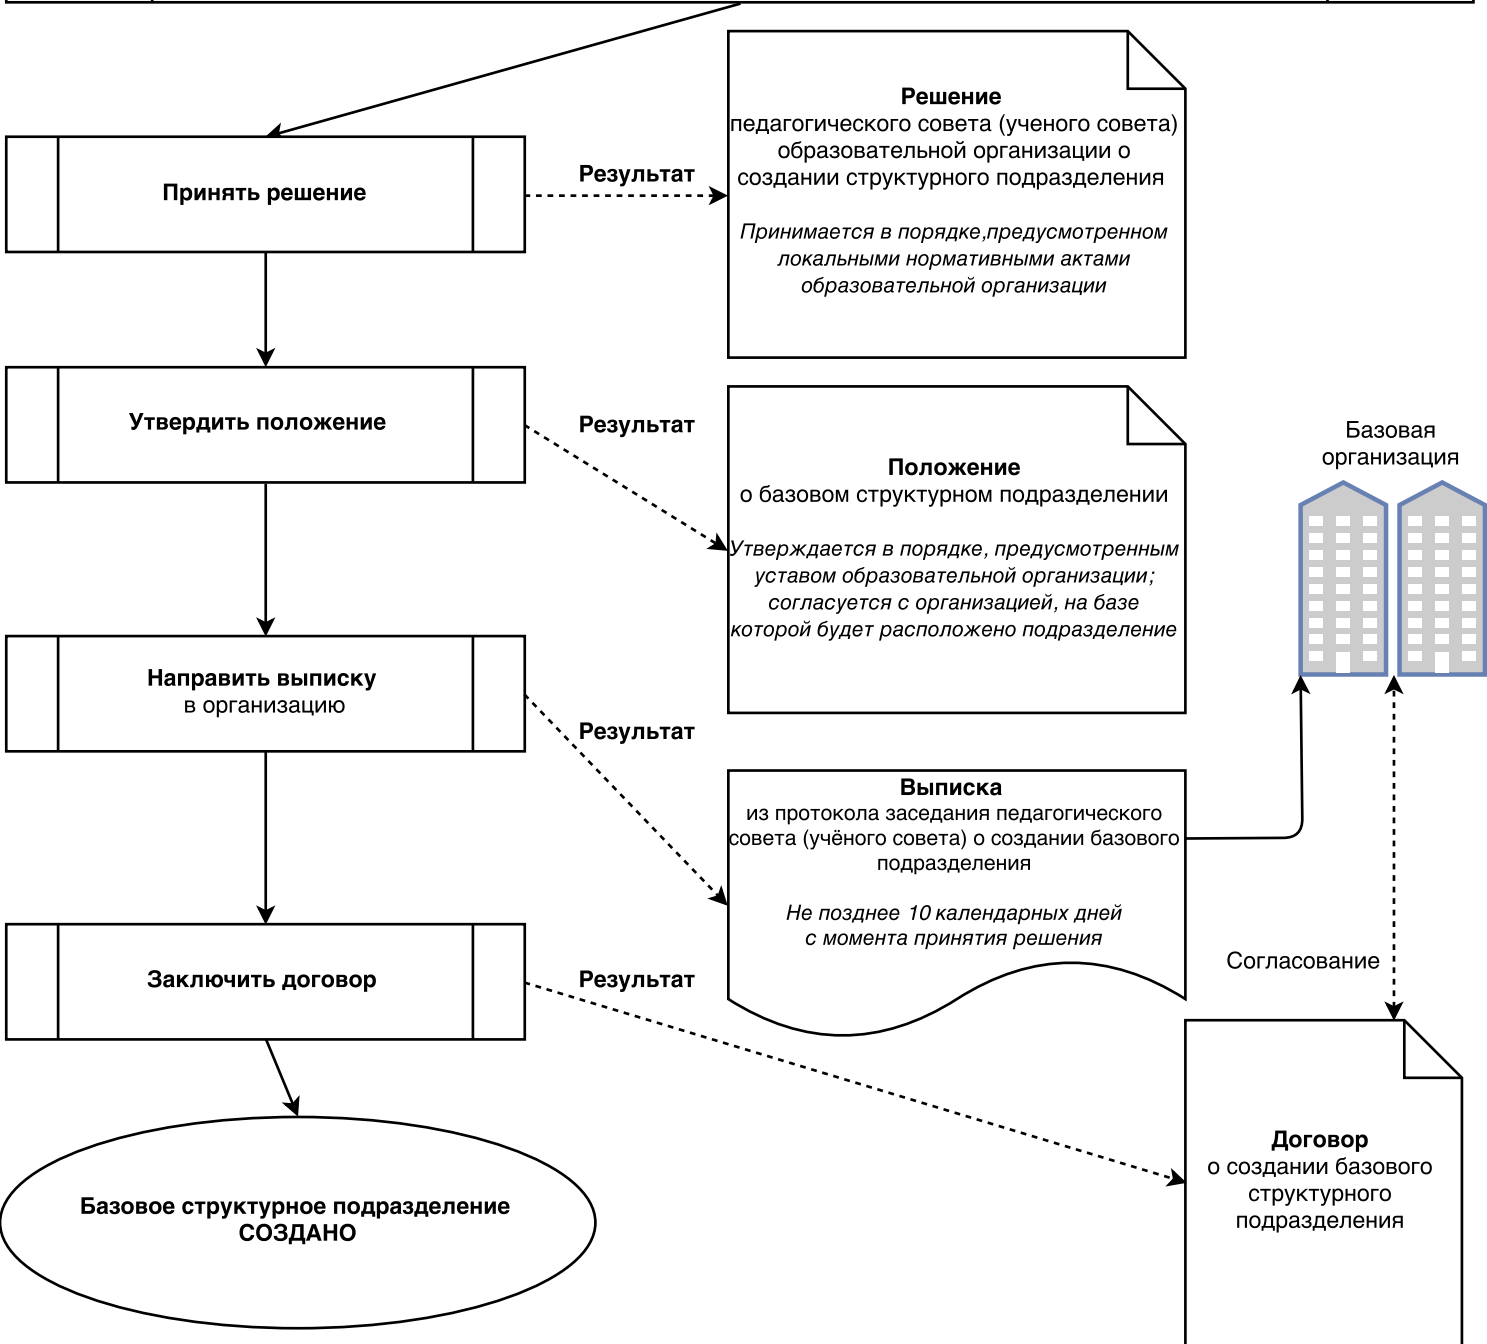 Решение
педагогического совета (ученого совета)
образовательной организации о
создании структурного подразделения
Принимается в порядке,предусмотренном
локальными нормативными актами
образовательной организации
Принять решение
Результат
Утвердить положение
Результат
Положение
о базовом структурном подразделении
Утверждается в порядке, предусмотренным
уставом образовательной организации;
согласуется с организацией, на базе
которой будет расположено подразделение
Базовая
организация
Направить выписку
в организацию
Результат
Выписка
из протокола заседания педагогического
совета (учёного совета) о создании базового
подразделения
Не позднее 10 календарных дней
с момента принятия решения
Согласование
Заключить договор
Результат
Договор
о создании базового
структурного
подразделения
Базовое структурное подразделение
СОЗДАНО